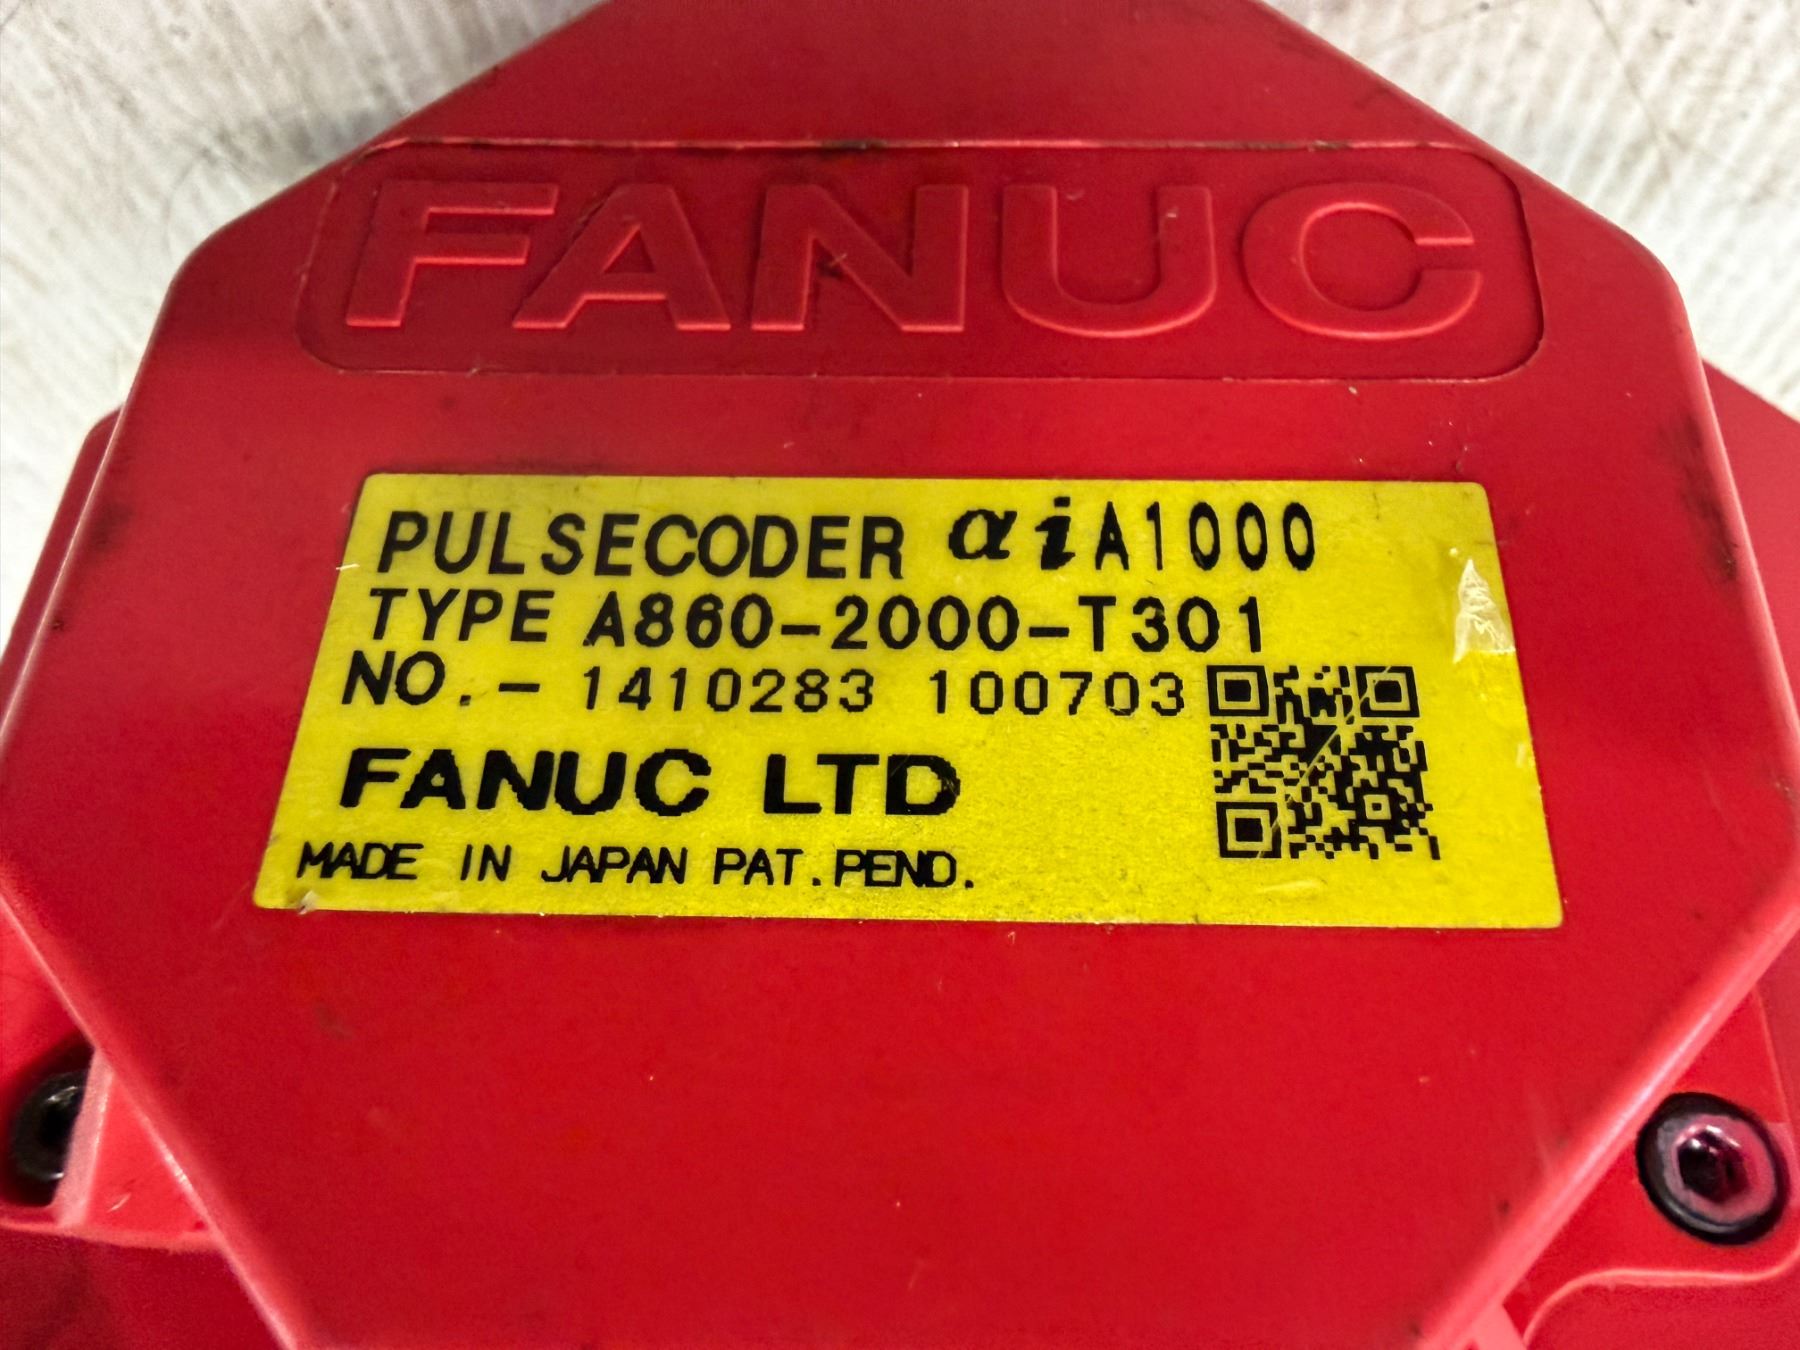 FANUC
PULSECODER αiA1000
TYPE A860-2000-T301
NO.- 1410283 100703
FANUC LTD
MADE IN JAPAN PAT.PEND.